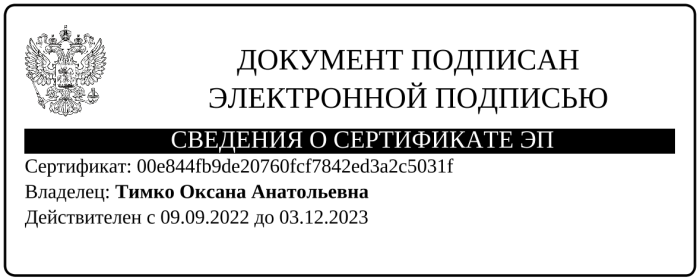 ДОКУМЕНТ ПОДПИСАН
ЭЛЕКТРОННОЙ ПОДПИСЬЮ
СВЕДЕНИЯ О СЕРТИФИКАТЕ ЭП
Сертификат: 00e844fb9de20760fcf7842ed3a2c5031f
Владелец: Тимко Оксана Анатольевна
Действителен с 09.09.2022 до 03.12.2023